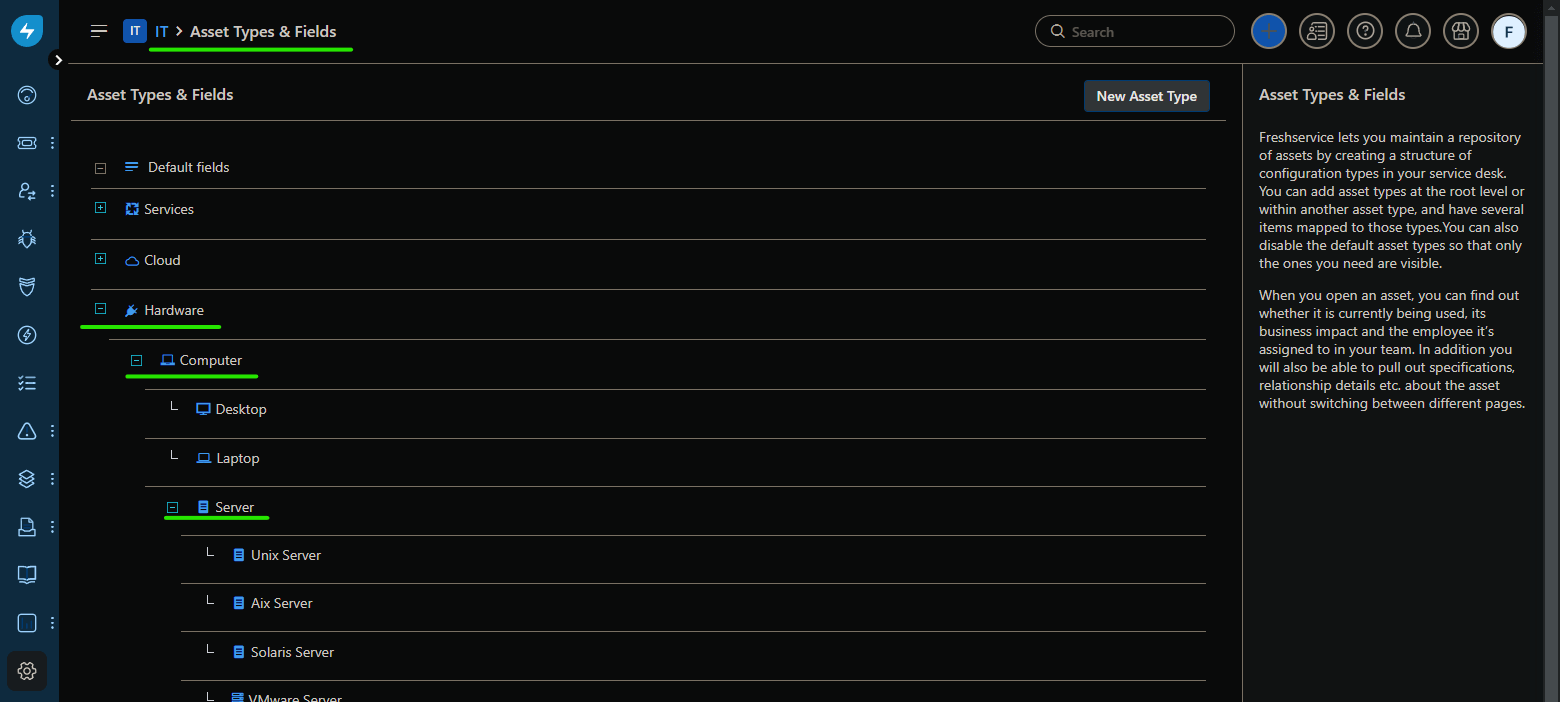 IT IT > Asset Types & Fields
Search
F
Asset Types & Fields
New Asset Type
Default fields
Services
Cloud
Hardware
Computer
Desktop
Laptop
Server
Unix Server
Aix Server
Solaris Server
VMware Server
Asset Types & Fields
Freshservice lets you maintain a repository
of assets by creating a structure of
configuration types in your service desk.
You can add asset types at the root level or
within another asset type, and have several
items mapped to those types.You can also
disable the default asset types so that only
the ones you need are visible.
When you open an asset, you can find out
whether it is currently being used, its
business impact and the employee it’s
assigned to in your team. In addition you
will also be able to pull out specifications,
relationship details etc. about the asset
without switching between different pages.